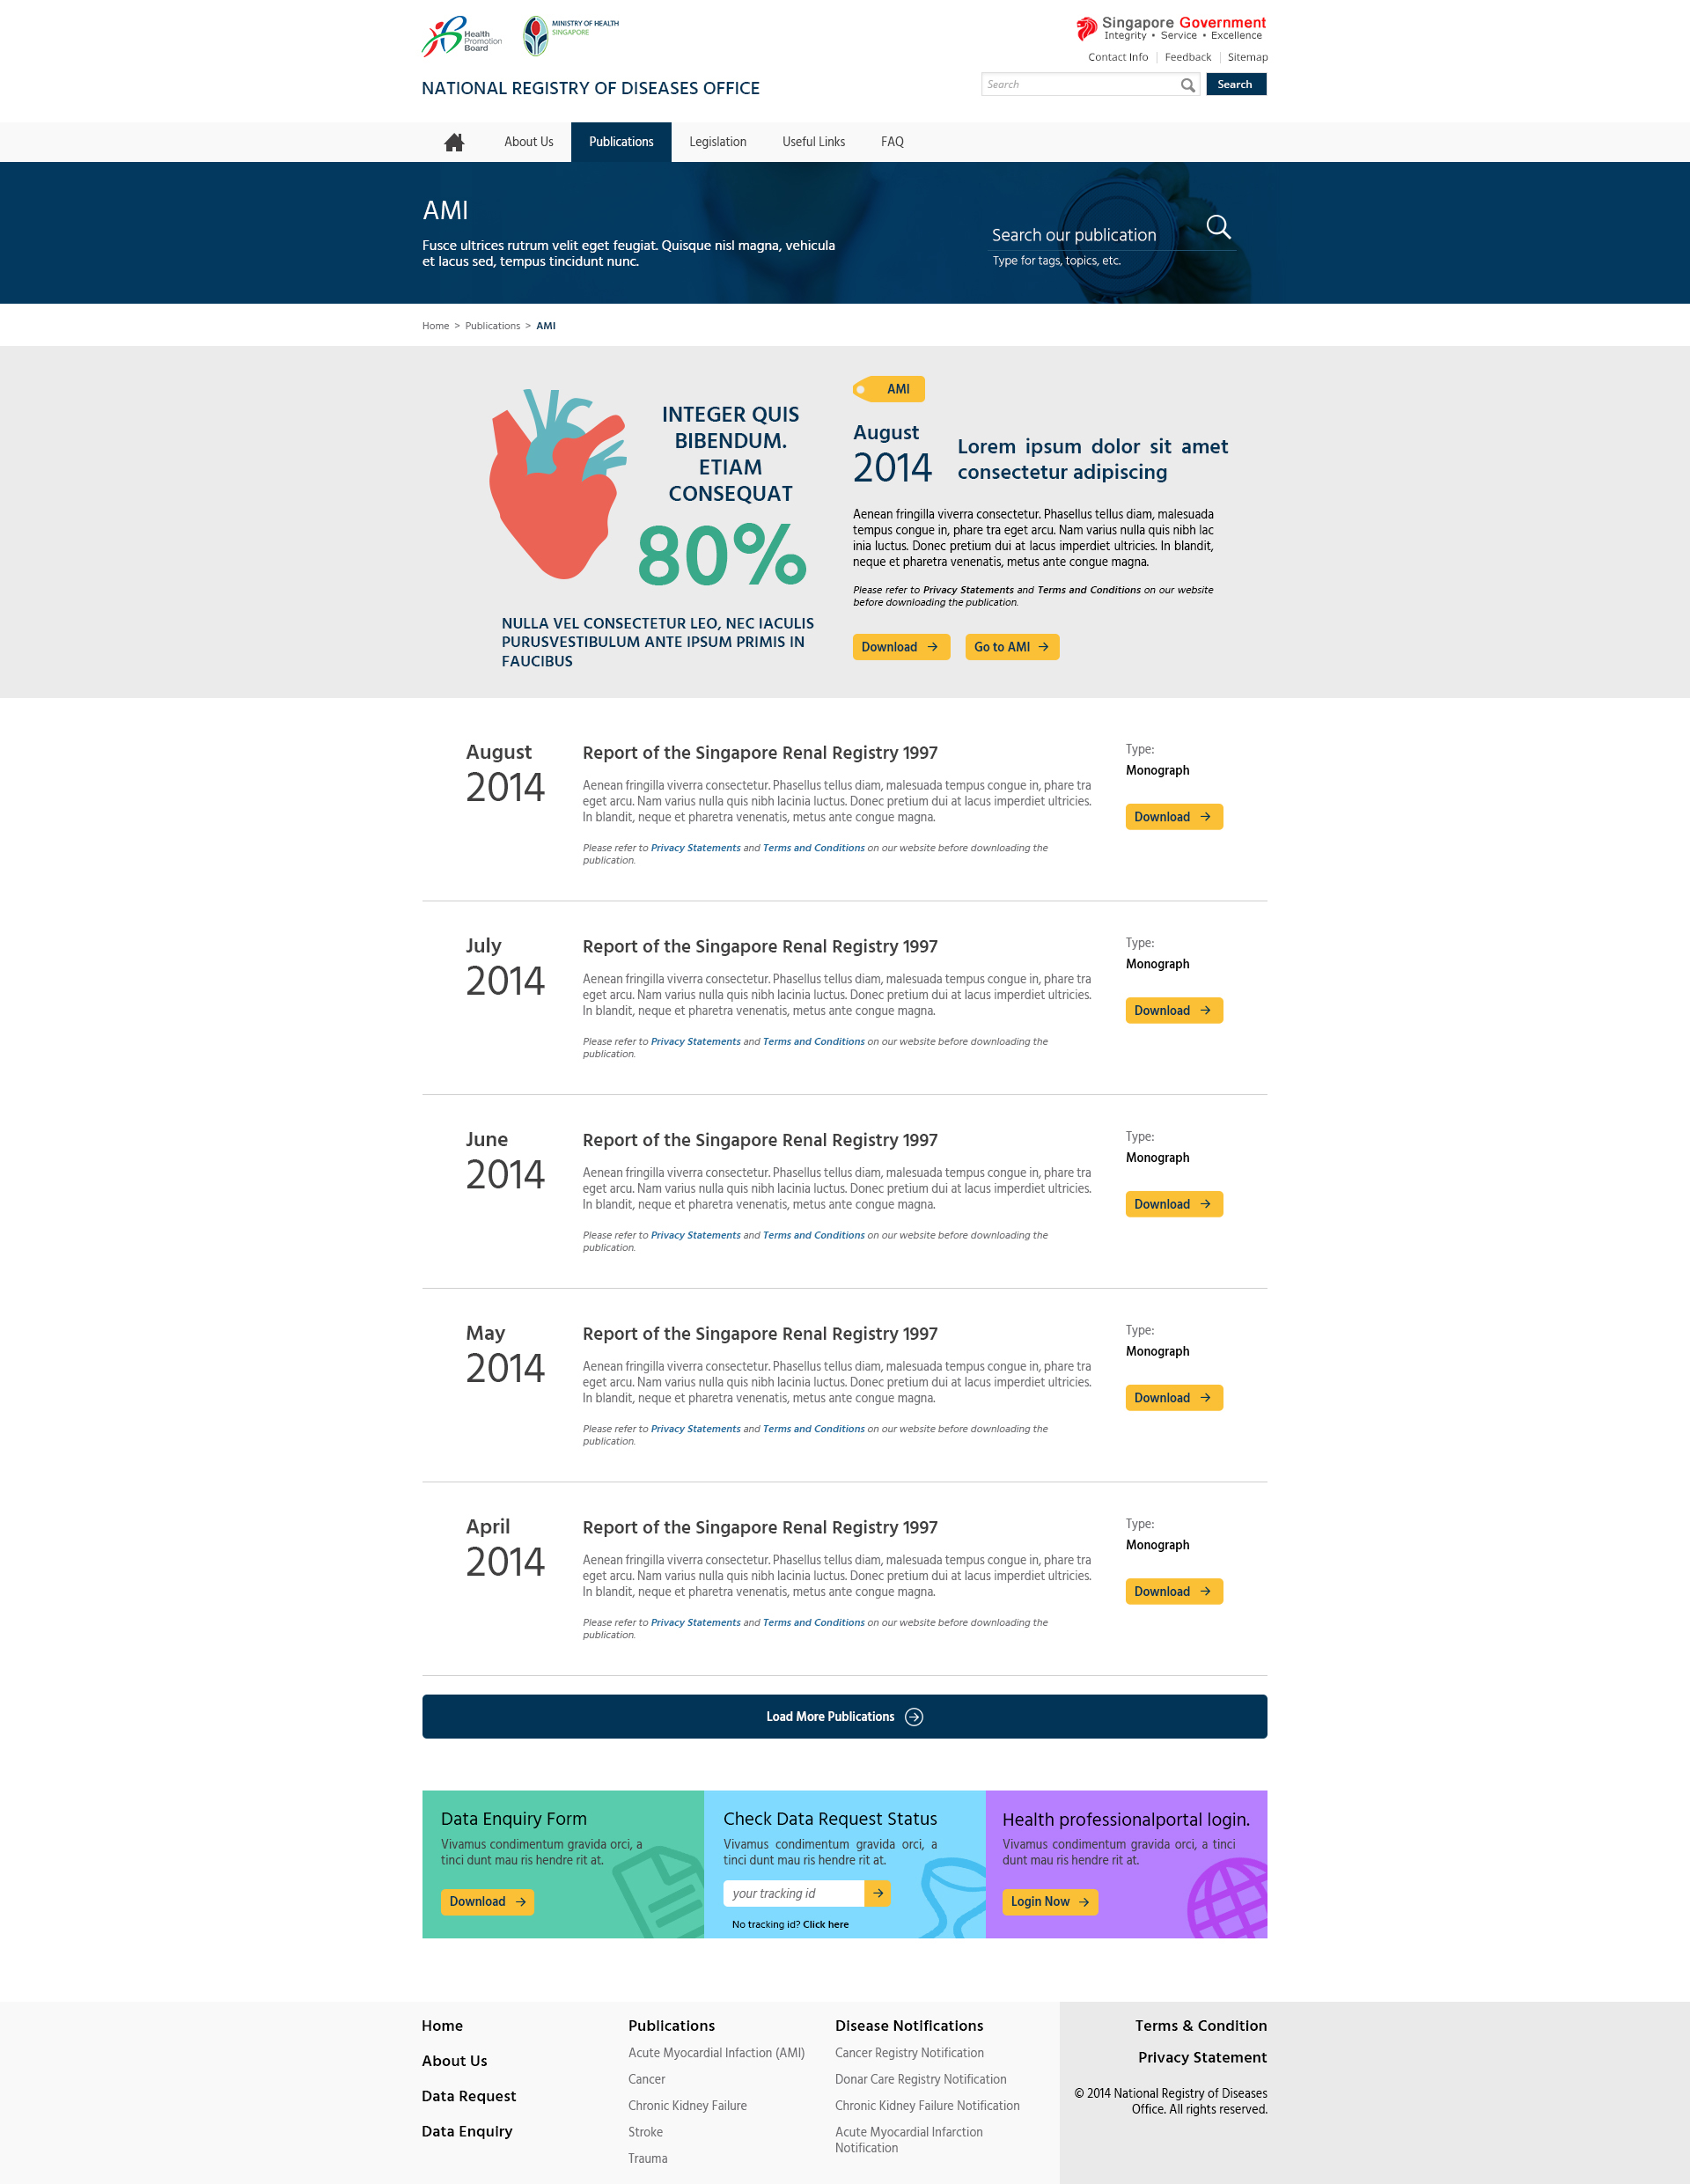 Health
Promotion
Board
MINISTRY OF HEALTH
SINGAPORE
Singapore Government
Integrity • Service • Excellence
Contact Info | Feedback | Sitemap
NATIONAL REGISTRY OF DISEASES OFFICE
Search
Search
About Us
Publications
Legislation
Useful Links
FAQ
AMI
Fusce ultrices rutrum velit eget feugiat. Quisque nisl magna, vehicula
et lacus sed, tempus tincidunt nunc.
Search our publication
Type for tags, topics, etc.
Home > Publications > AMI
INTEGER QUIS
BIBENDUM.
ETIAM
CONSEQUAT
80%
NULLA VEL CONSECTETUR LEO, NEC IACULIS
PURUSVESTIBULUM ANTE IPSUM PRIMIS IN
FAUCIBUS
AMI
August
2014
Lorem ipsum dolor sit amet
consectetur adipiscing
Aenean fringilla viverra consectetur. Phasellus tellus diam, malesuada
tempus congue in, phare tra eget arcu. Nam varius nulla quis nibh lac
inia luctus. Donec pretium dui at lacus imperdiet ultricies. In blandit,
neque et pharetra venenatis, metus ante congue magna.
Please refer to Privacy Statements and Terms and Conditions on our website
before downloading the publication.
Download
Go to AMI
August
2014
Report of the Singapore Renal Registry 1997
Aenean fringilla viverra consectetur. Phasellus tellus diam, malesuada tempus congue in, phare tra
eget arcu. Nam varius nulla quis nibh lacinia luctus. Donec pretium dui at lacus imperdiet ultricies.
In blandit, neque et pharetra venenatis, metus ante congue magna.
Please refer to Privacy Statements and Terms and Conditions on our website before downloading the
publication.
Type:
Monograph
Download
July
2014
Report of the Singapore Renal Registry 1997
Aenean fringilla viverra consectetur. Phasellus tellus diam, malesuada tempus congue in, phare tra
eget arcu. Nam varius nulla quis nibh lacinia luctus. Donec pretium dui at lacus imperdiet ultricies.
In blandit, neque et pharetra venenatis, metus ante congue magna.
Please refer to Privacy Statements and Terms and Conditions on our website before downloading the
publication.
Type:
Monograph
Download
June
2014
Report of the Singapore Renal Registry 1997
Aenean fringilla viverra consectetur. Phasellus tellus diam, malesuada tempus congue in, phare tra
eget arcu. Nam varius nulla quis nibh lacinia luctus. Donec pretium dui at lacus imperdiet ultricies.
In blandit, neque et pharetra venenatis, metus ante congue magna.
Please refer to Privacy Statements and Terms and Conditions on our website before downloading the
publication.
Type:
Monograph
Download
May
2014
Report of the Singapore Renal Registry 1997
Aenean fringilla viverra consectetur. Phasellus tellus diam, malesuada tempus congue in, phare tra
eget arcu. Nam varius nulla quis nibh lacinia luctus. Donec pretium dui at lacus imperdiet ultricies.
In blandit, neque et pharetra venenatis, metus ante congue magna.
Please refer to Privacy Statements and Terms and Conditions on our website before downloading the
publication.
Type:
Monograph
Download
April
2014
Report of the Singapore Renal Registry 1997
Aenean fringilla viverra consectetur. Phasellus tellus diam, malesuada tempus congue in, phare tra
eget arcu. Nam varius nulla quis nibh lacinia luctus. Donec pretium dui at lacus imperdiet ultricies.
In blandit, neque et pharetra venenatis, metus ante congue magna.
Please refer to Privacy Statements and Terms and Conditions on our website before downloading the
publication.
Type:
Monograph
Download
Load More Publications
Data Enquiry Form
Vivamus condimentum gravida orci, a
tinci dunt mau ris hendre rit at.
Download
Check Data Request Status
Vivamus condimentum gravida orci, a
tinci dunt mau ris hendre rit at.
your tracking id
No tracking id? Click here
Health professionalportal login.
Vivamus condimentum gravida orci, a tinci
dunt mau ris hendre rit at.
Login Now
Home
About Us
Data Request
Data Enquiry
Publications
Acute Myocardial Infaction (AMI)
Cancer
Chronic Kidney Failure
Stroke
Trauma
Disease Notifications
Cancer Registry Notification
Donar Care Registry Notification
Chronic Kidney Failure Notification
Acute Myocardial Infarction
Notification
Terms & Condition
Privacy Statement
© 2014 National Registry of Diseases
Office. All rights reserved.